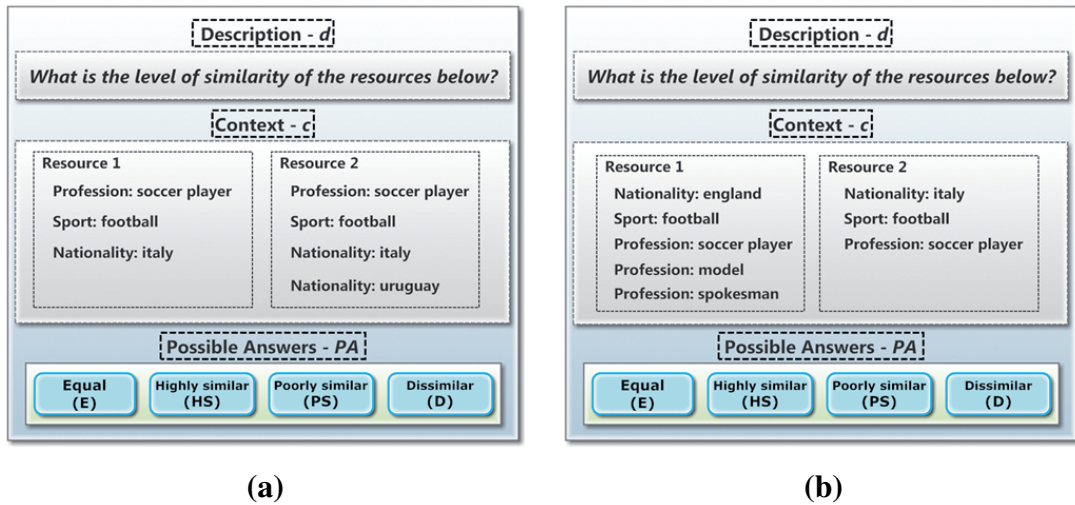 Description - d
What is the level of similarity of the resources below?
Context - c
Resource 1
Profession: soccer player
Sport: football
Nationality: italy
Resource 2
Profession: soccer player
Sport: football
Nationality: italy
Nationality: uruguay
Possible Answers - PA
Equal
(E)
Highly similar
(HS)
Poorly similar
(PS)
Dissimilar
(D)
(a)
Description - d
What is the level of similarity of the resources below?
Context - c
Resource 1
Nationality: england
Sport: football
Profession: soccer player
Profession: model
Profession: spokesman
Resource 2
Nationality: italy
Sport: football
Profession: soccer player
Possible Answers - PA
Equal
(E)
Highly similar
(HS)
Poorly similar
(PS)
Dissimilar
(D)
(b)